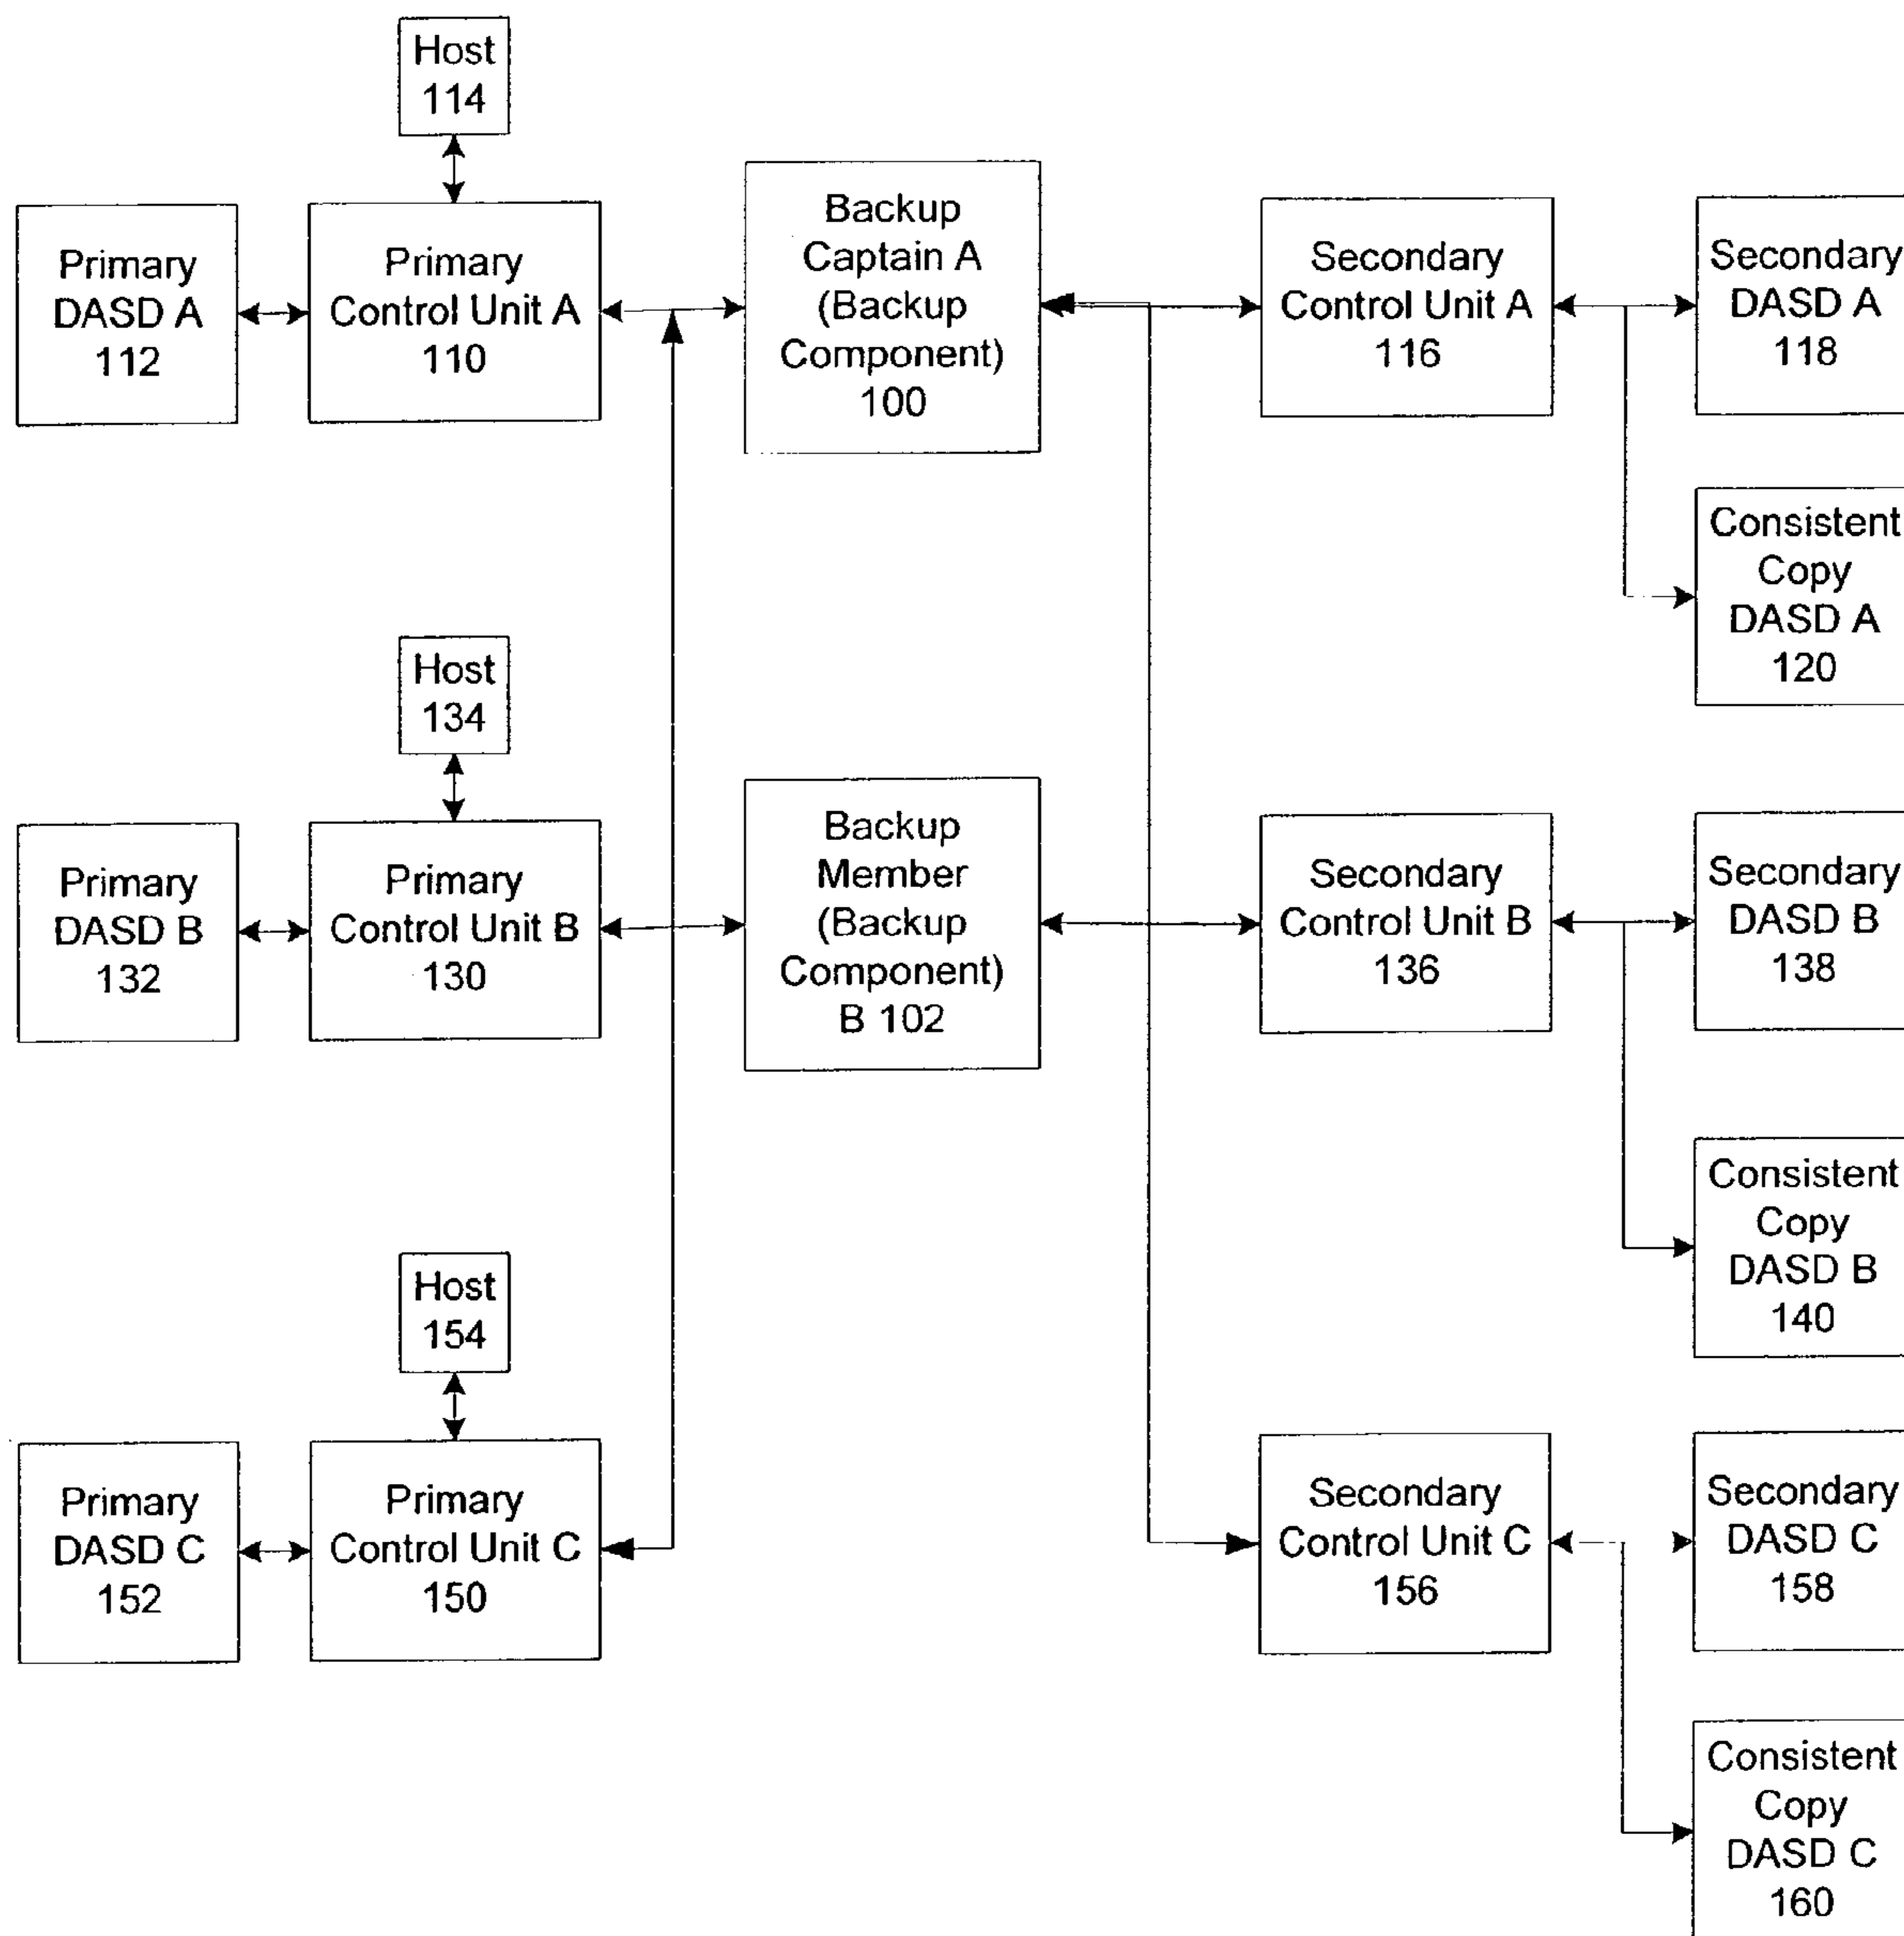 Host
114
Primary
DASD A
112
Primary
Control Unit A
110
Backup
Captain A
(Backup
Component)
100
Secondary
Control Unit A
116
Secondary
DASD A
118
Consistent
Copy
DASD A
120
Host
134
Primary
DASD B
132
Primary
Control Unit B
130
Backup
Member
(Backup
Component)
B 102
Secondary
Control Unit B
136
Secondary
DASD B
138
Consistent
Copy
DASD B
140
Host
154
Primary
DASD C
152
Primary
Control Unit C
150
Secondary
Control Unit C
156
Secondary
DASD C
158
Consistent
Copy
DASD C
160